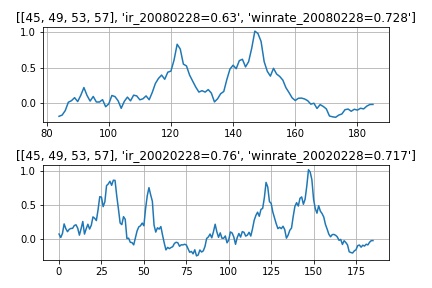 [[45, 49, 53, 57], 'ir_20080228=0.63', 'winrate_20080228=0.728']
1.0
0.5
0.0
80 100 120 140 160 180
[[45, 49, 53, 57], 'ir_20020228=0.76', 'winrate_20020228=0.717']
1.0
0.5
0.0
0 25 50 75 100 125 150 175